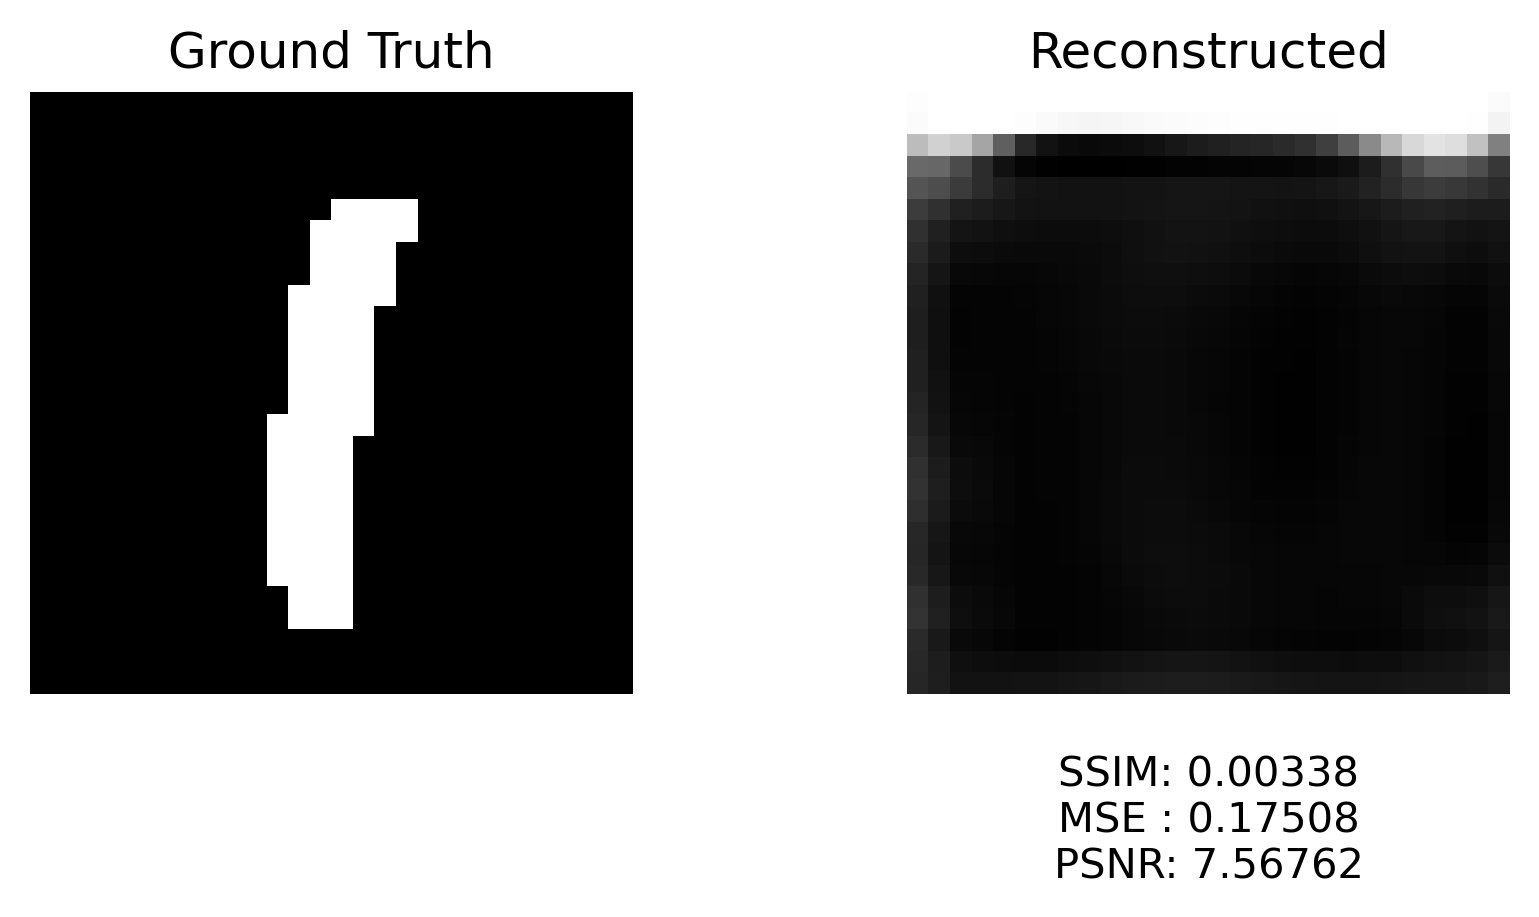 Ground Truth
Reconstructed
SSIM: 0.00338
MSE : 0.17508
PSNR: 7.56762